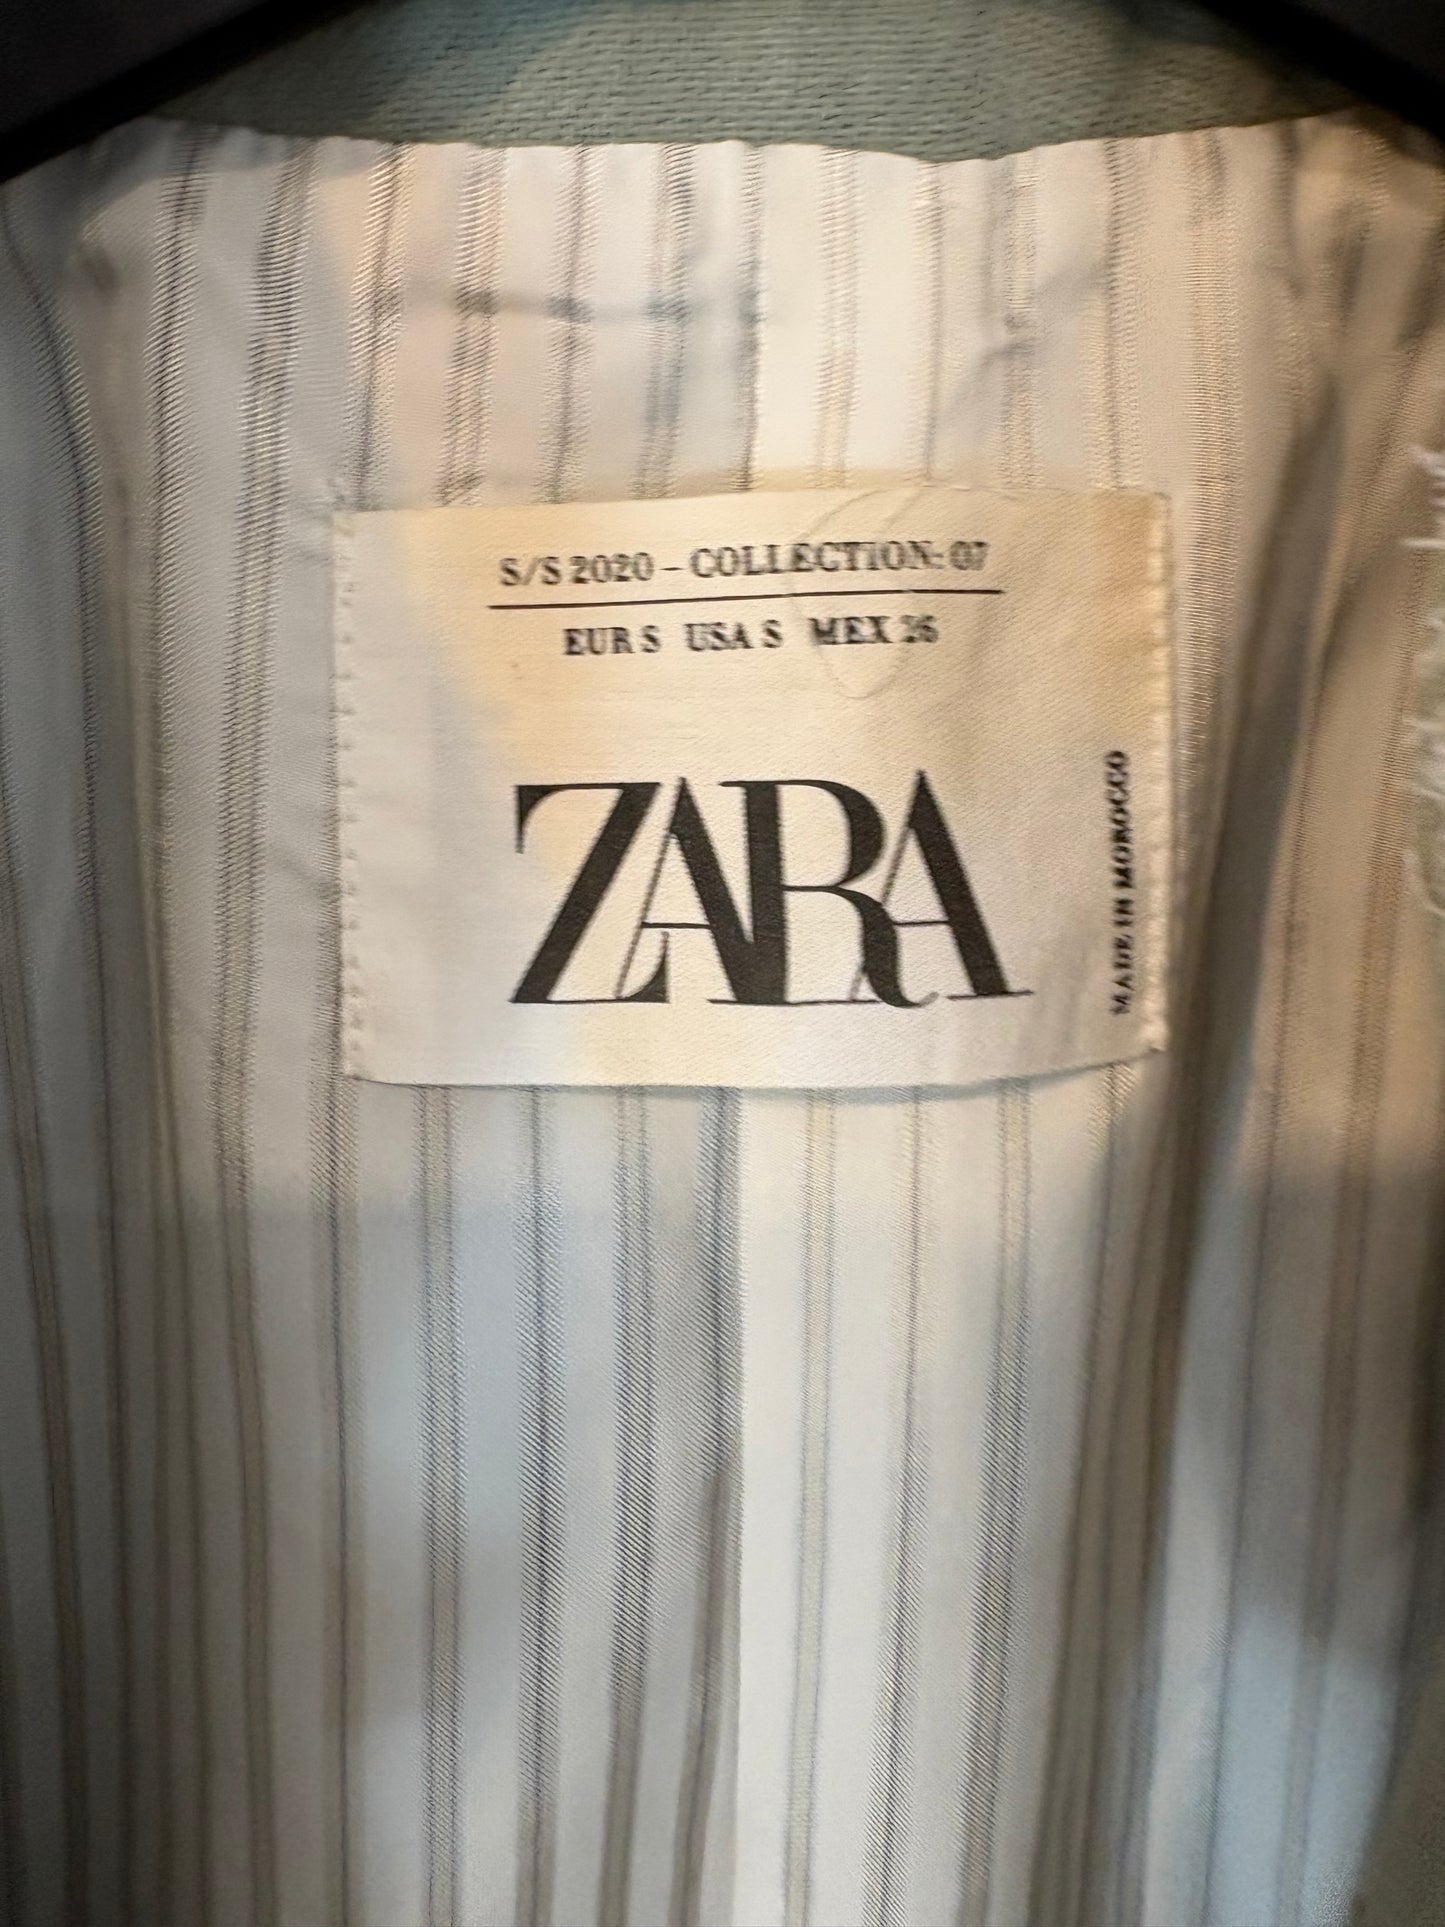 S/S 2020 – COLLECTION: 07
EUR S USA S MEX 26
ZARA
MADE IN MOROCCO